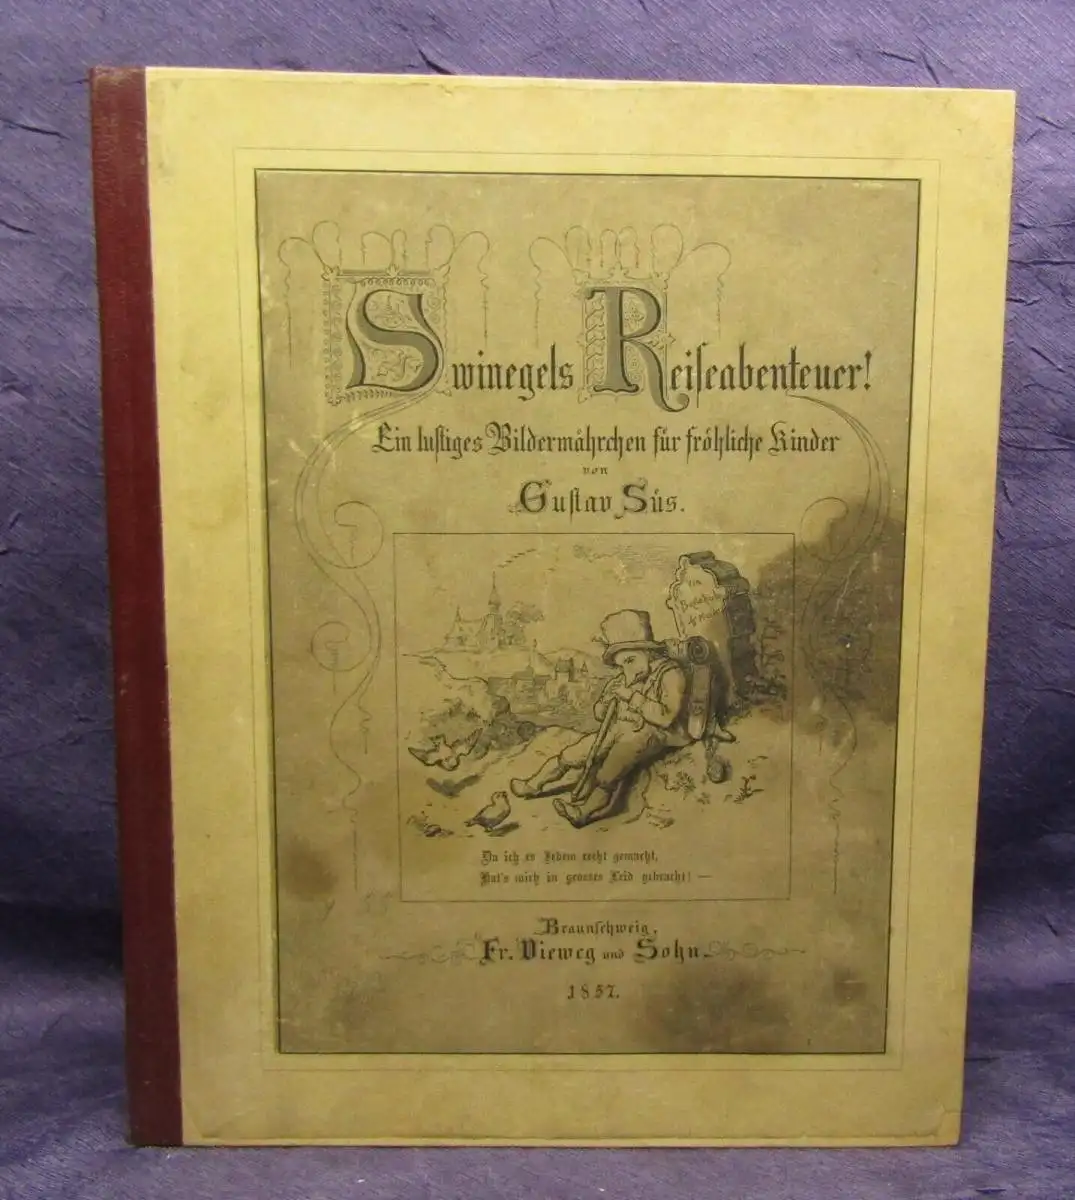 Swinegels Reiseabenteuer!
Ein lustiges Bildermährchen für fröhliche Kinder
von
Gustav Süs.
Da ich es Jedem recht gemacht,
Hat's mich in grosses Leid gebracht! —
Braunschweig,
Fr. Vieweg und Sohn.
1857.